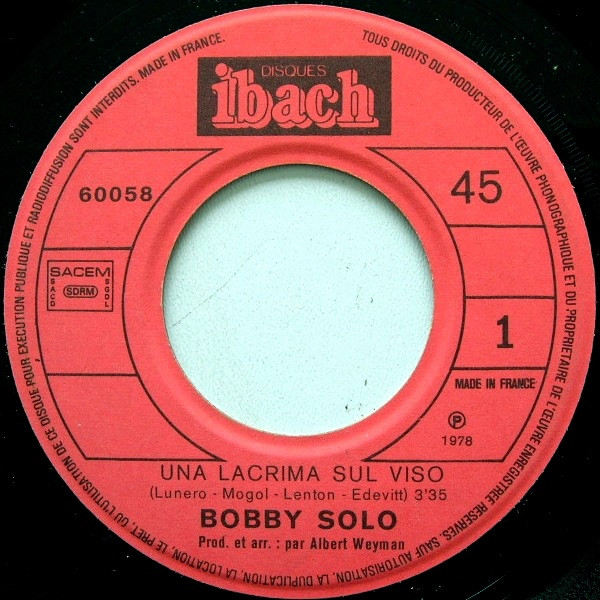 TOUS DROITS DU PRODUCTEUR DE L'ŒUVRE PHONOGRAPHIQUE ET DU PROPRIETAIRE DE L'ŒUVRE ENREGISTREE RESERVES. SAUF AUTORISATION, LA DUPLICATION, LA LOCATION, LE PRET, OU L'UTILISATION DE CE DISQUE POUR EXECUTION PUBLIQUE ET RADIODIFFUSION SONT INTERDITS. MADE IN FRANCE.
DISQUES
ibach
60058
45
SACEM
SACD
SDRM
SGDL
1
MADE IN FRANCE
℗
1978
UNA LACRIMA SUL VISO
(Lunero - Mogol - Lenton - Edevitt) 3'35
BOBBY SOLO
Prod. et arr. : par Albert Weyman